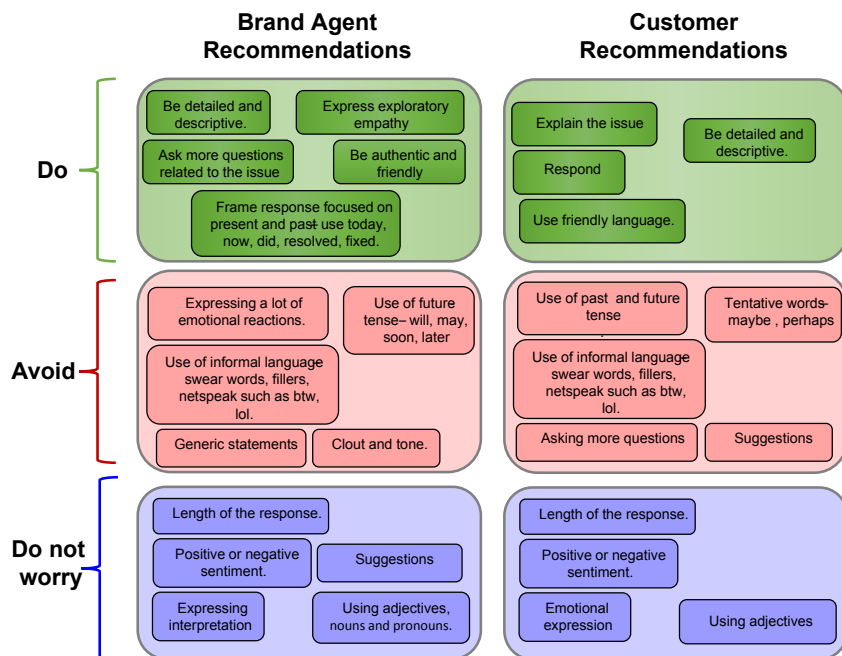 Brand Agent
Recommendations
Customer
Recommendations
Do
Be detailed and
descriptive.
Express exploratory
empathy
Ask more questions
related to the issue
Be authentic and
friendly
Frame response focused on
present and past– use today,
now, did, resolved, fixed.
Explain the issue
Be detailed and
descriptive.
Respond
Use friendly language.
Avoid
Expressing a lot of
emotional reactions.
Use of future
tense– will, may,
soon, later
Use of informal language–
swear words, fillers,
netspeak such as btw,
lol.
Generic statements
Clout and tone.
Use of past and future
tense
Tentative words–
maybe , perhaps
Use of informal language–
swear words, fillers,
netspeak such as btw,
lol.
Asking more questions
Suggestions
Do not
worry
Length of the response.
Positive or negative
sentiment.
Suggestions
Expressing
interpretation
Using adjectives,
nouns and pronouns.
Length of the response.
Positive or negative
sentiment.
Emotional
expression
Using adjectives